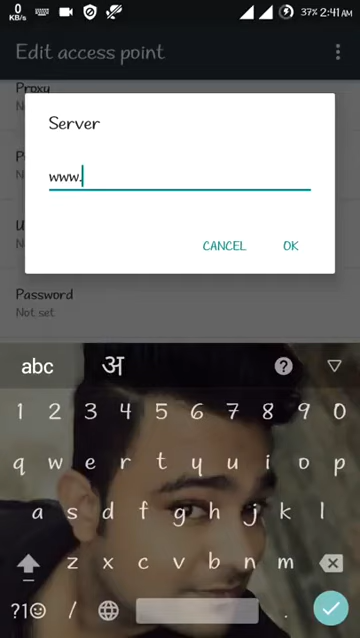 0
KB/s
37% 2:41 AM
Edit access point
Proxy
Server
www.
CANCEL OK
Password
Not set
abc अ ?
1 2 3 4 5 6 7 8 9 0
q w e r t y u i o p
a s d f g h j k l
z x c v b n m
?1☺ / .